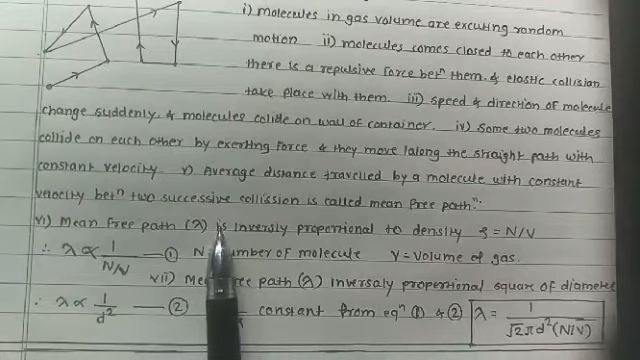 i) molecules in gas volume are excuting random
motion ii) molecules comes closed to each other
there is a repulsive force betⁿ them. & elastic collision
take place with them. iii) speed & direction of molecule
change suddenly. & molecules colide on wall of container. iv) Some two molecules
collide on each other by exerting force & they move lalong the straight path with
constant velocity v) Average distance travelled by a molecule with constant
velocity betⁿ two successive collission is called mean free path."
vi) Mean free path (λ) is inversly proportional to density ρ = N/V
∴ λ ∝ 1/N/V —— ① N umber of molecule V = volume of gas.
vii) Me path (λ) inversaly proportional square of diameter
∴ λ ∝ 1/d² —— ② constant from eqⁿ ① & ② λ = 1/√2πd²(N/V)